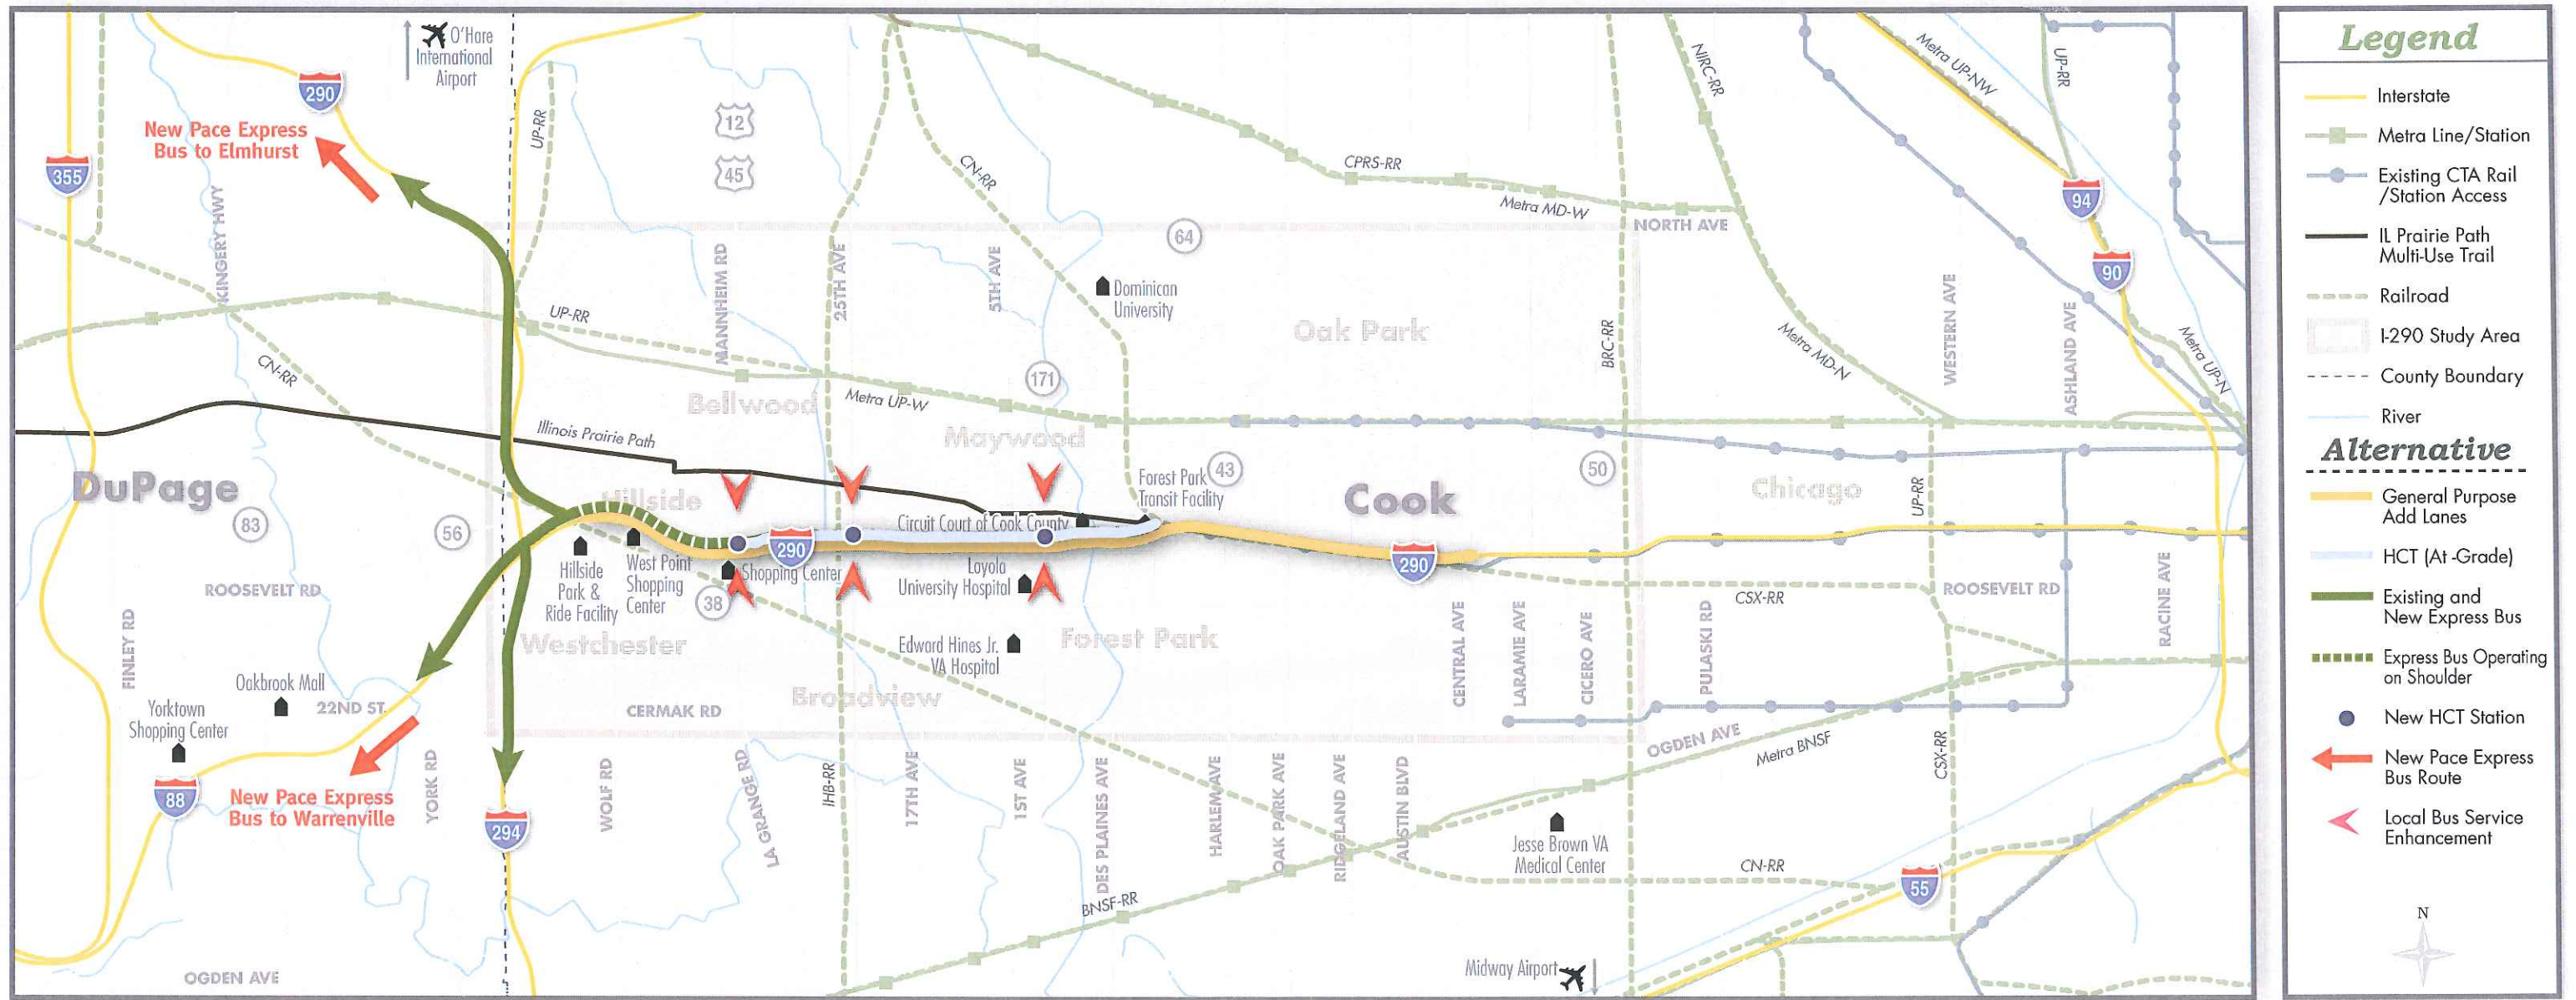 O'Hare
International
Airport
290
355
New Pace Express
Bus to Elmhurst
KINGERY HWY
UP-RR
12
45
CN-RR
CPRS-RR
Metra MD-W
NIRC-RR
Metra UP-NW
UP-RR
94
90
NORTH AVE
64
MANNHEIM RD
25TH AVE
5TH AVE
Dominican
University
Oak Park
BRC-RR
Metra MD-N
WESTERN AVE
ASHLAND AVE
Metra UP-N
UP-RR
CN-RR
171
Bellwood
Metra UP-W
Maywood
Illinois Prairie Path
DuPage
83
56
Hillside
Forest Park
Transit Facility
43
Cook
50
Chicago
UP-RR
Circuit Court of Cook County
290
290
Hillside
Park &
Ride Facility
West Point
Shopping
Center
Shopping Center
38
Loyola
University Hospital
ROOSEVELT RD
CSX-RR
ROOSEVELT RD
RACINE AVE
FINLEY RD
Westchester
Edward Hines Jr.
VA Hospital
Forest Park
CENTRAL AVE
LARAMIE AVE
CICERO AVE
PULASKI RD
Oakbrook Mall
22ND ST.
Yorktown
Shopping Center
Broadview
CERMAK RD
OGDEN AVE
Metra BNSF
CSX-RR
88
New Pace Express
Bus to Warrenville
YORK RD
294
WOLF RD
LA GRANGE RD
IHB-RR
17TH AVE
1ST AVE
DES PLAINES AVE
HARLEM AVE
OAK PARK AVE
RIDGELAND AVE
AUSTIN BLVD
Jesse Brown VA
Medical Center
CN-RR
55
BNSF-RR
Midway Airport
OGDEN AVE
Legend
Interstate
Metra Line/Station
Existing CTA Rail
/Station Access
IL Prairie Path
Multi-Use Trail
Railroad
I-290 Study Area
County Boundary
River
Alternative
General Purpose
Add Lanes
HCT (At -Grade)
Existing and
New Express Bus
Express Bus Operating
on Shoulder
New HCT Station
New Pace Express
Bus Route
Local Bus Service
Enhancement
N